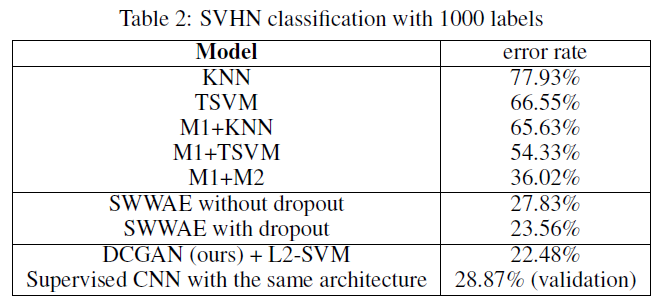 Table 2: SVHN classification with 1000 labels
Model error rate
KNN 77.93%
TSVM 66.55%
M1+KNN 65.63%
M1+TSVM 54.33%
M1+M2 36.02%
SWWAE without dropout 27.83%
SWWAE with dropout 23.56%
DCGAN (ours) + L2-SVM 22.48%
Supervised CNN with the same architecture 28.87% (validation)